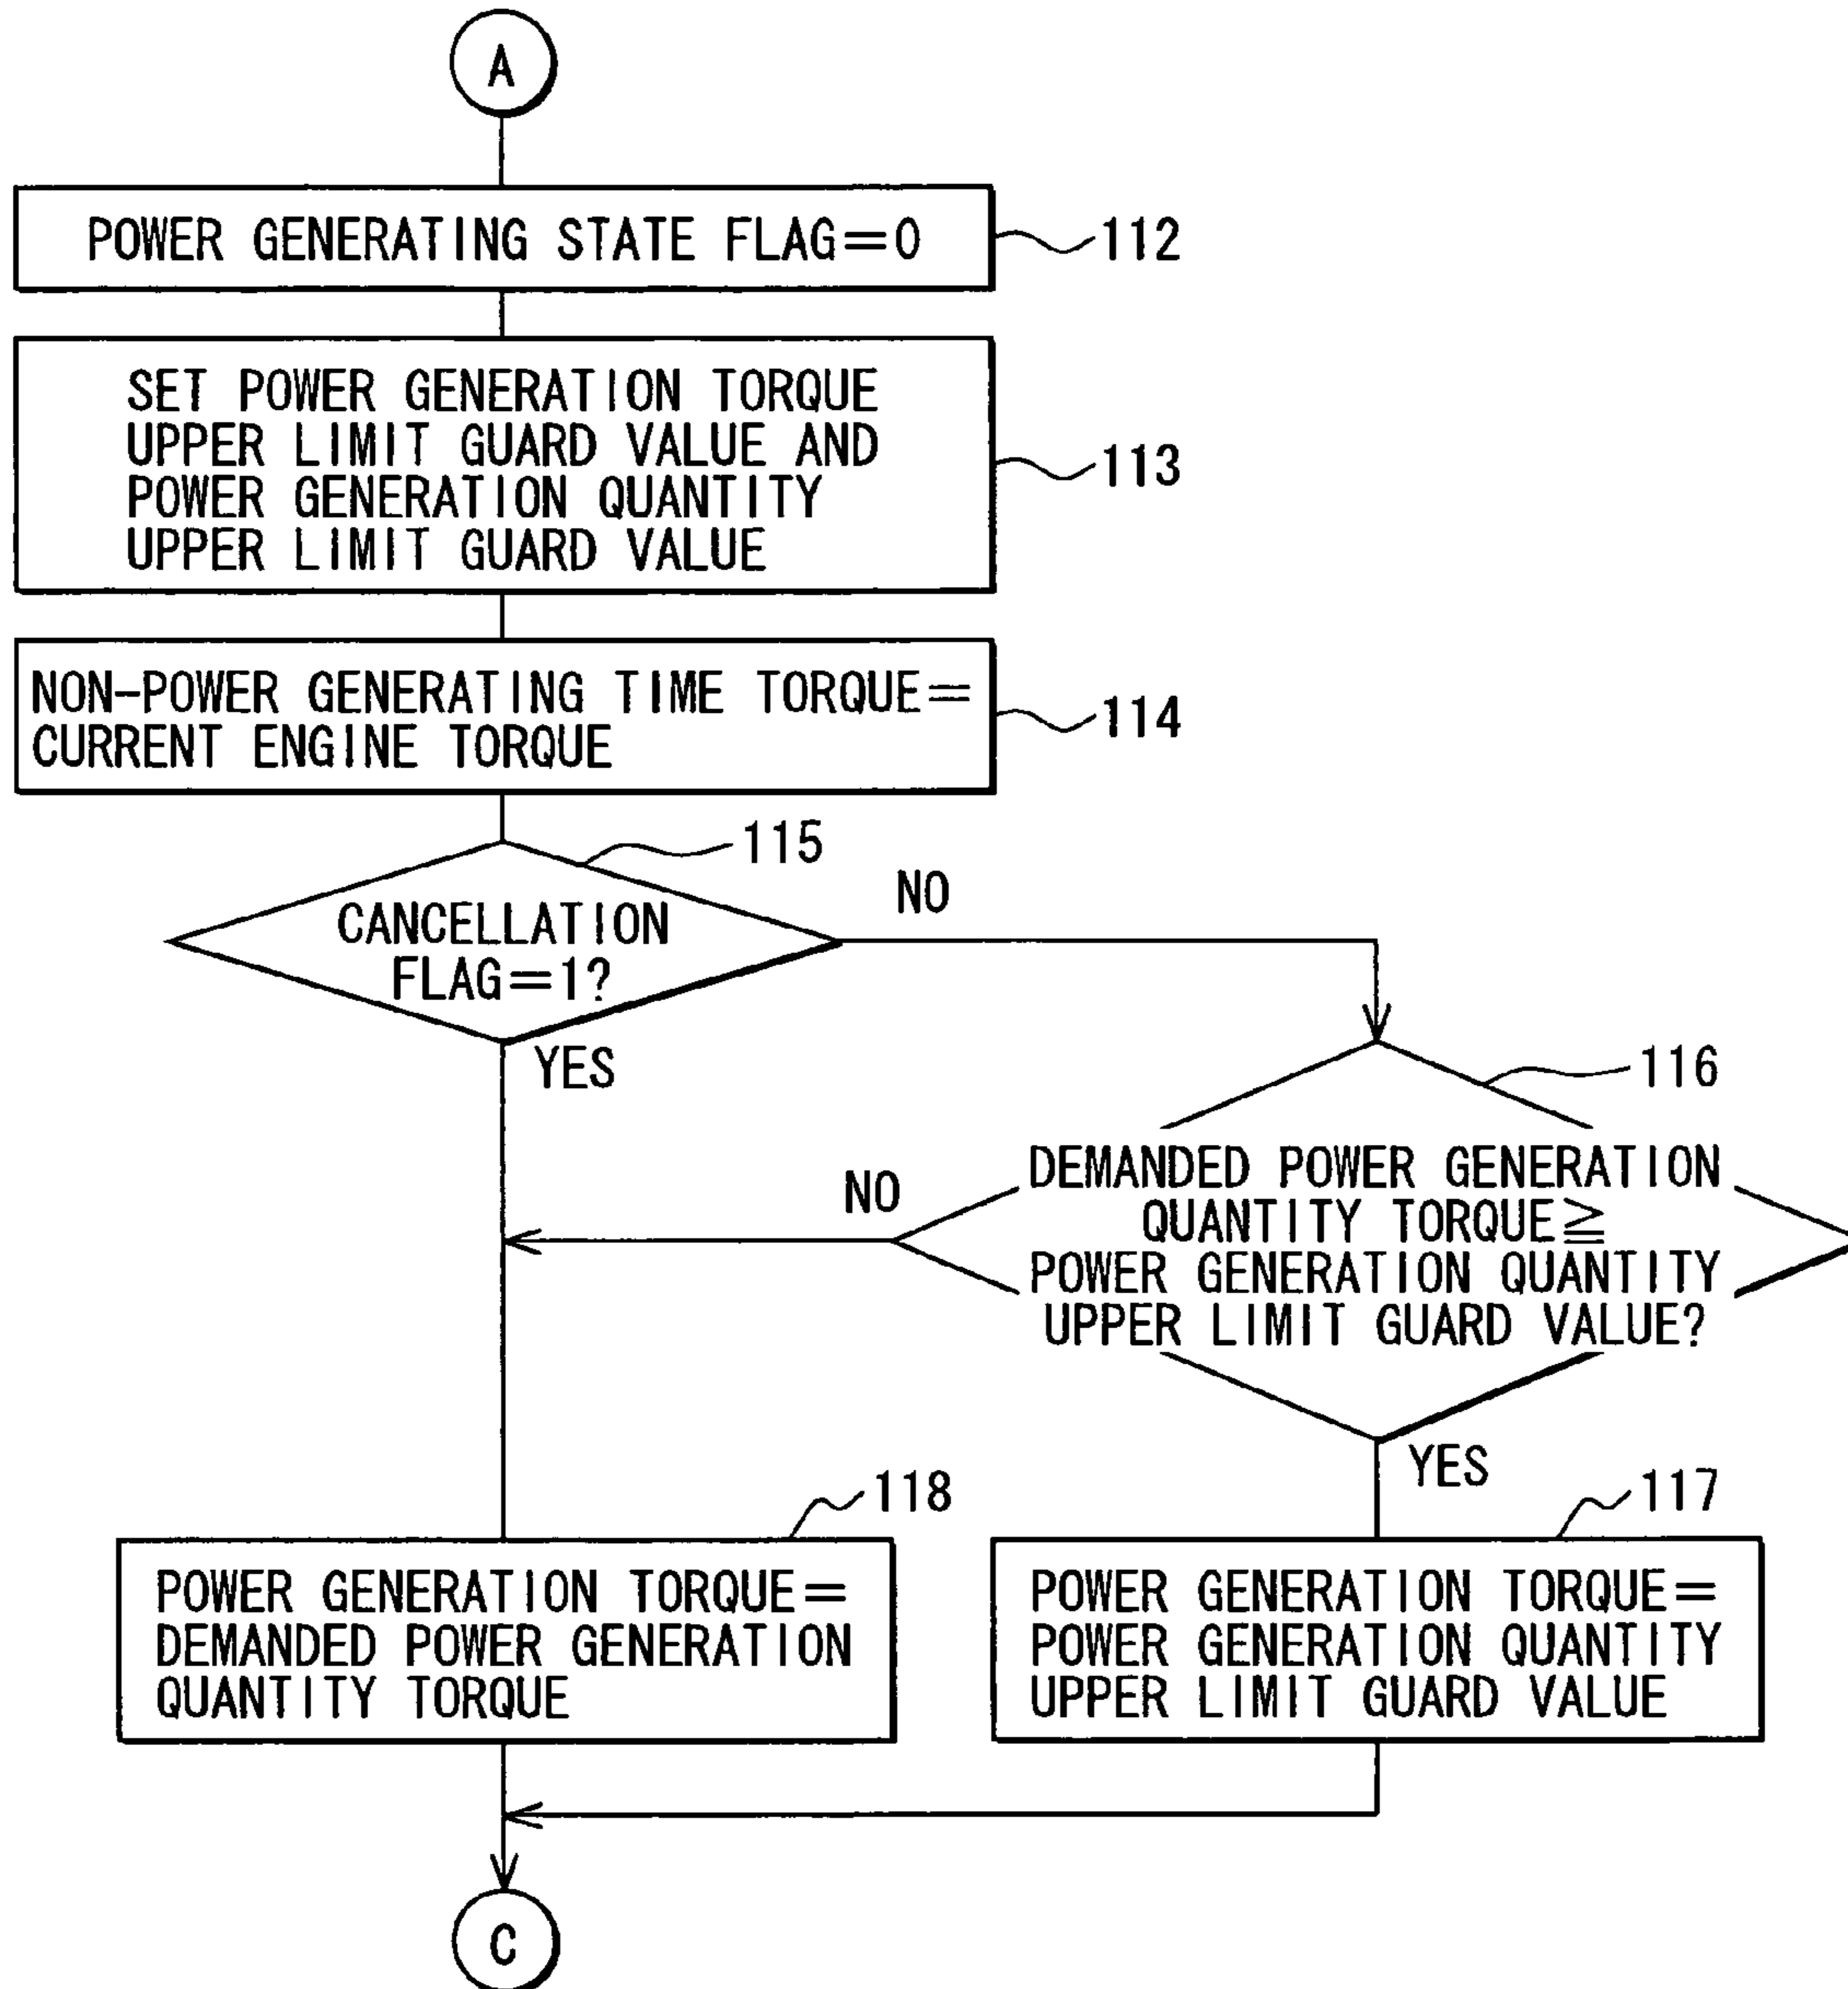 A
POWER GENERATING STATE FLAG=0
112
SET POWER GENERATION TORQUE
UPPER LIMIT GUARD VALUE AND
POWER GENERATION QUANTITY
UPPER LIMIT GUARD VALUE
113
NON-POWER GENERATING TIME TORQUE=
CURRENT ENGINE TORQUE
114
115
CANCELLATION
FLAG=1?
NO
YES
116
DEMANDED POWER GENERATION
QUANTITY TORQUE≧
POWER GENERATION QUANTITY
UPPER LIMIT GUARD VALUE?
NO
YES
118
POWER GENERATION TORQUE=
DEMANDED POWER GENERATION
QUANTITY TORQUE
117
POWER GENERATION TORQUE=
POWER GENERATION QUANTITY
UPPER LIMIT GUARD VALUE
C